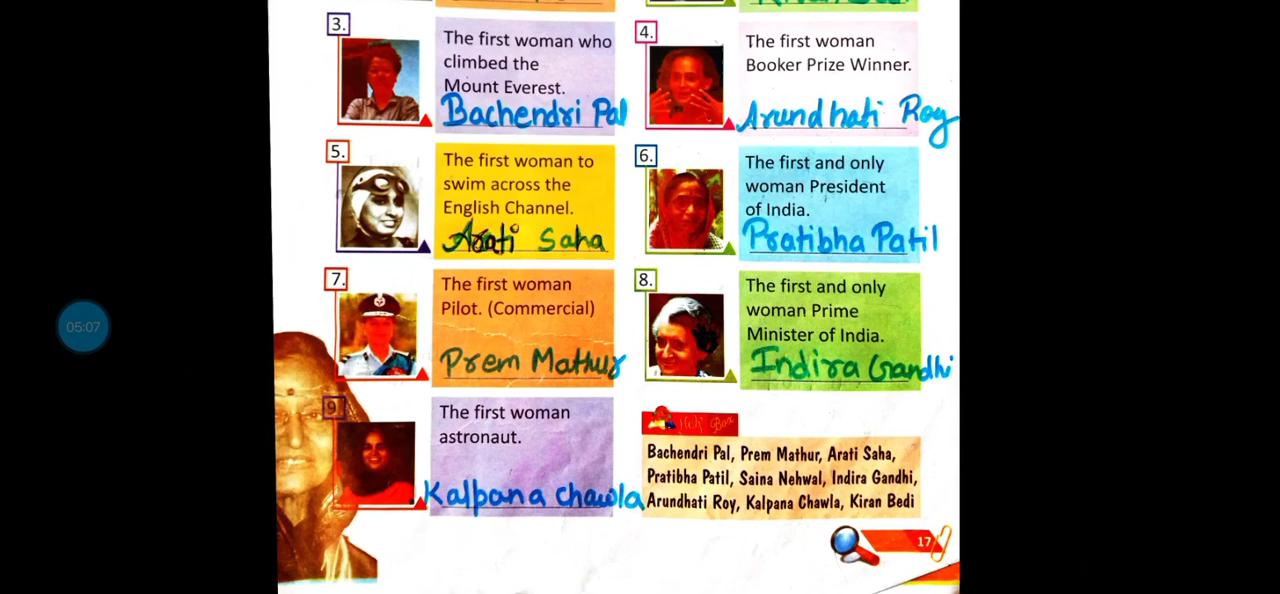 3.
The first woman who
climbed the
Mount Everest.
Bachendri Pal
4.
The first woman
Booker Prize Winner.
Arundhati Roy
5.
The first woman to
swim across the
English Channel.
Arati Saha
6.
The first and only
woman President
of India.
Pratibha Patil
7.
The first woman
Pilot. (Commercial)
Prem Mathur
8.
The first and only
woman Prime
Minister of India.
Indira Gandhi
9
The first woman
astronaut.
Kalpana chawla
Box
Bachendri Pal, Prem Mathur, Arati Saha,
Pratibha Patil, Saina Nehwal, Indira Gandhi,
Arundhati Roy, Kalpana Chawla, Kiran Bedi
17
05:07